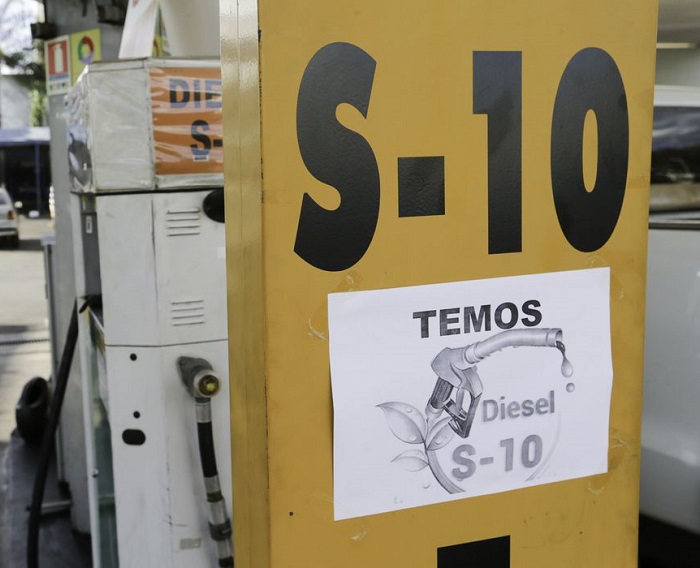 DIE
S-
S-10
TEMOS
Diesel
S-10